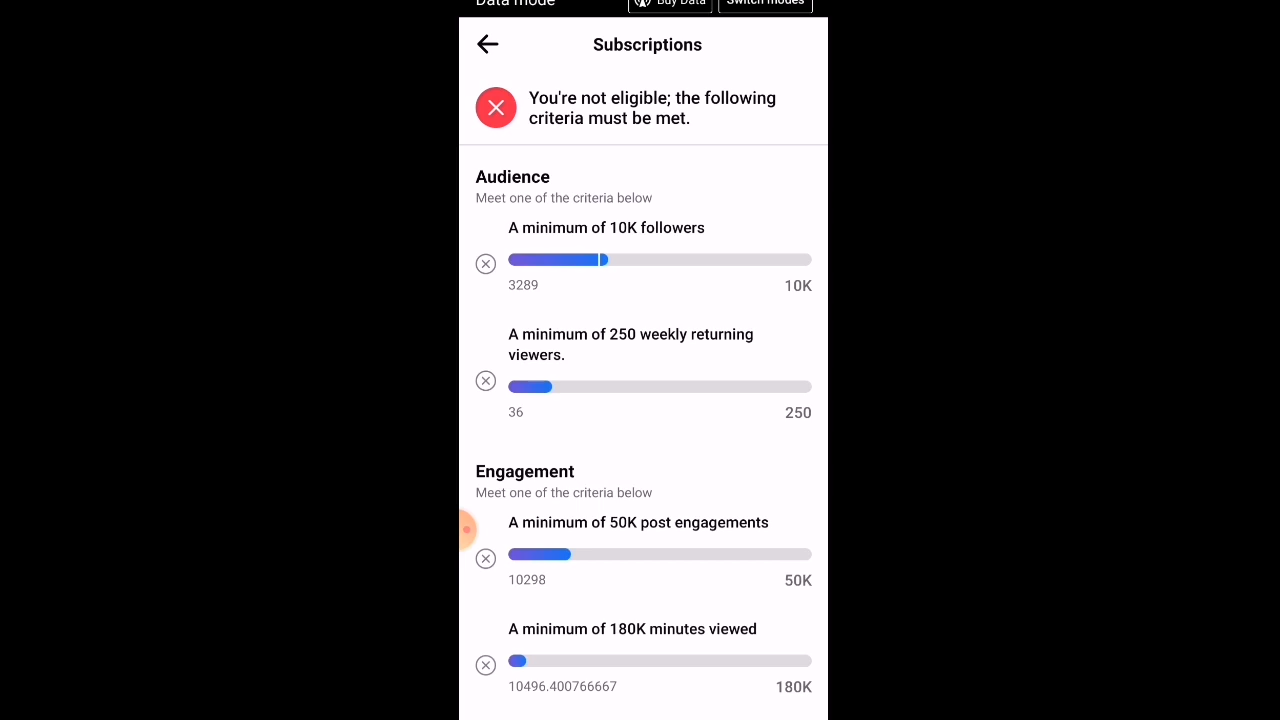 Data mode
Buy Data
Switch modes
Subscriptions
You're not eligible; the following
criteria must be met.
Audience
Meet one of the criteria below
A minimum of 10K followers
3289
10K
A minimum of 250 weekly returning
viewers.
36
250
Engagement
Meet one of the criteria below
A minimum of 50K post engagements
10298
50K
A minimum of 180K minutes viewed
10496.400766667
180K